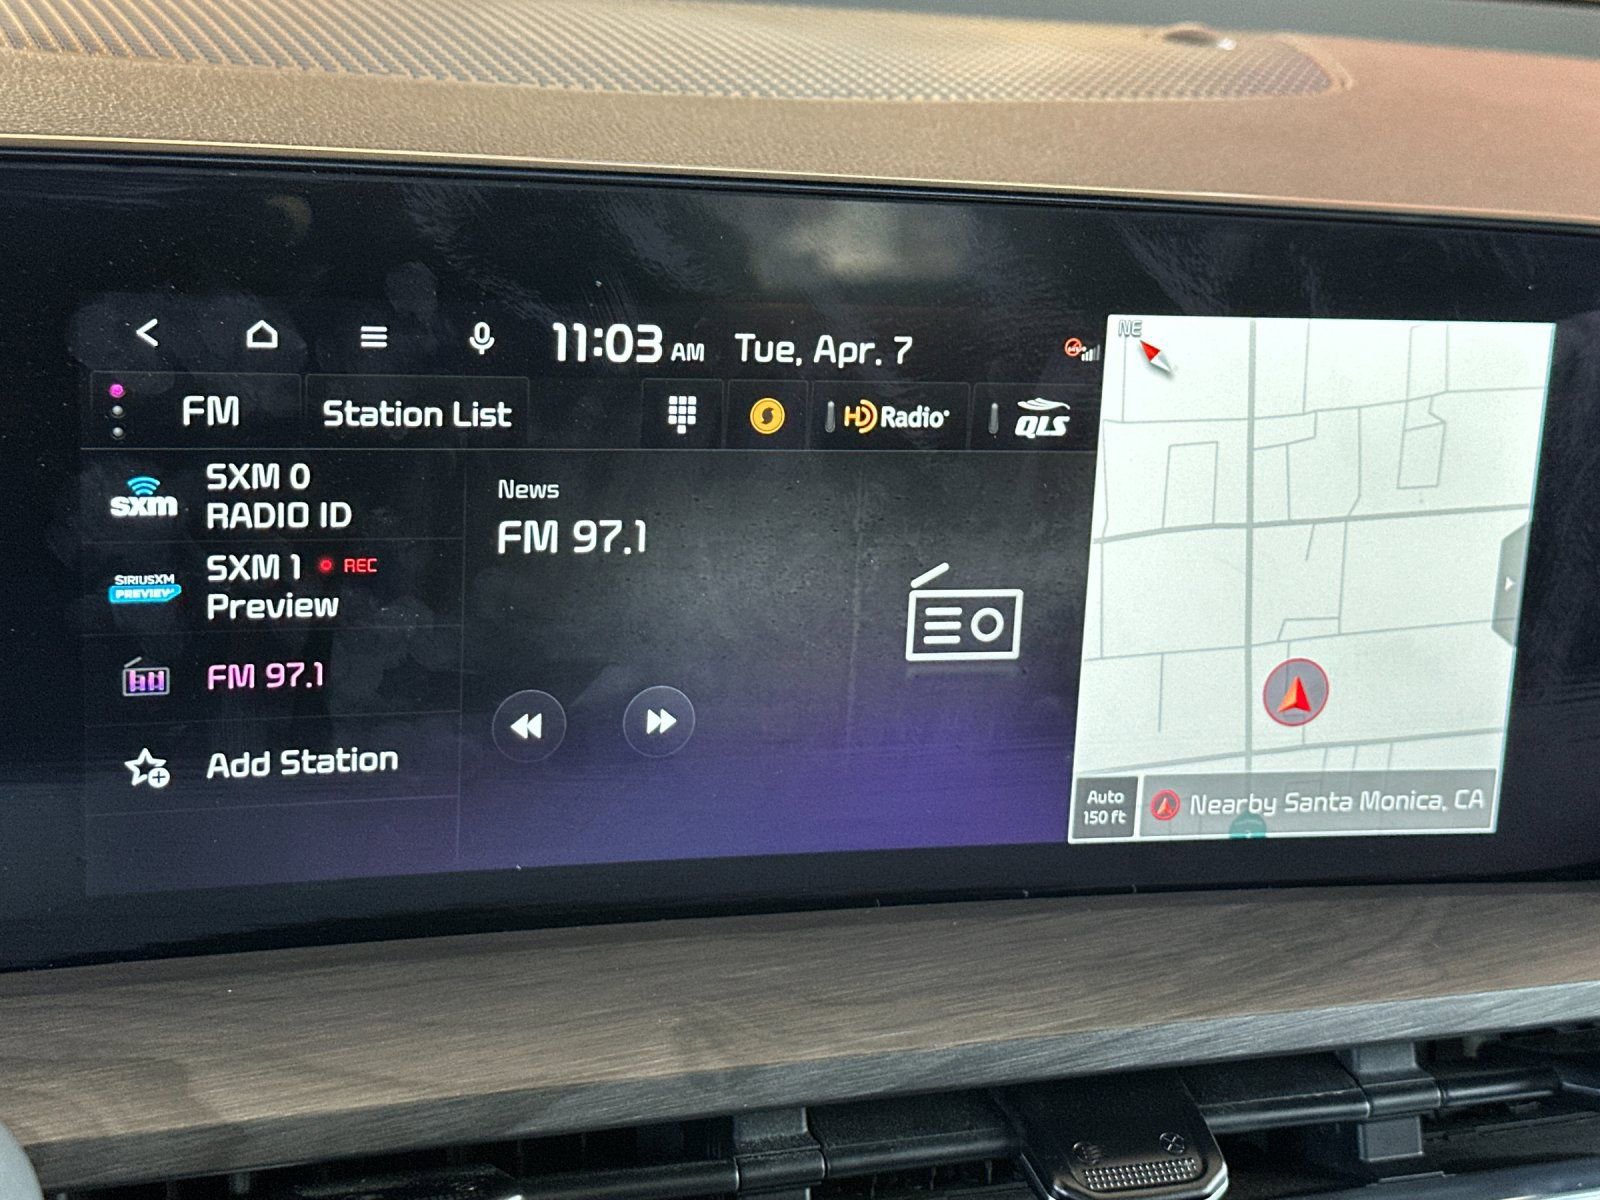 11:03 AM Tue, Apr. 7
FM
Station List
HD Radio
QLS
sxm
SXM 0
RADIO ID
SIRIUSXM
PREVIEW
SXM 1 REC
Preview
FM 97.1
Add Station
News
FM 97.1
NE
Auto
150 ft
Nearby Santa Monica, CA